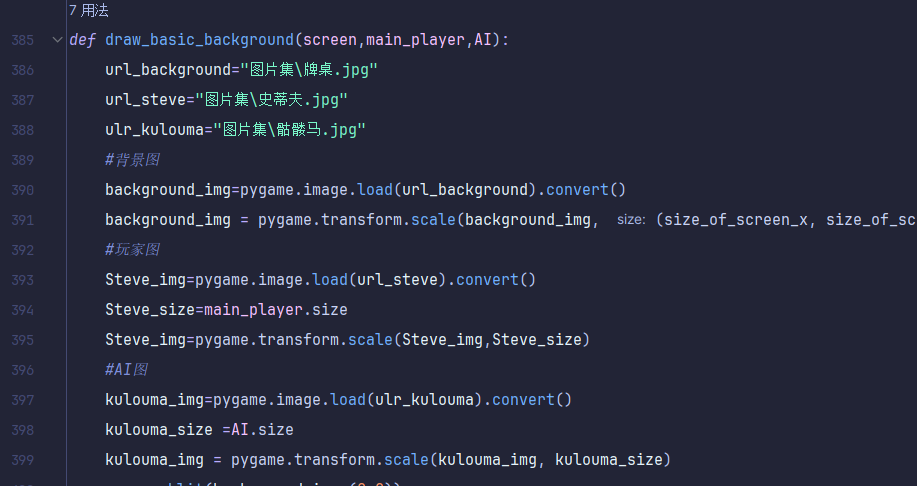 7 用法
385 def draw_basic_background(screen,main_player,AI):
386 url_background="图片集\牌桌.jpg"
387 url_steve="图片集\史蒂夫.jpg"
388 ulr_kulouma="图片集\骷髅马.jpg"
389 #背景图
390 background_img=pygame.image.load(url_background).convert()
391 background_img = pygame.transform.scale(background_img, size: (size_of_screen_x, size_of_sc
392 #玩家图
393 Steve_img=pygame.image.load(url_steve).convert()
394 Steve_size=main_player.size
395 Steve_img=pygame.transform.scale(Steve_img,Steve_size)
396 #AI图
397 kulouma_img=pygame.image.load(ulr_kulouma).convert()
398 kulouma_size =AI.size
399 kulouma_img = pygame.transform.scale(kulouma_img, kulouma_size)